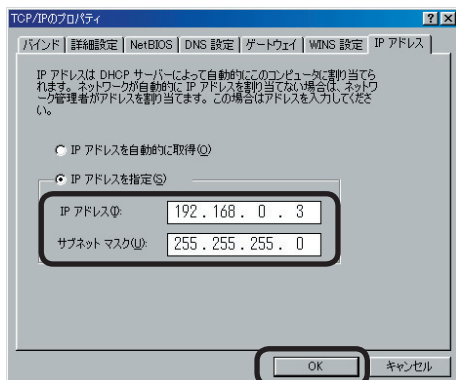 TCP/IPのプロパティ
バインド 詳細設定 NetBIOS DNS 設定 ゲートウェイ WINS 設定 IP アドレス
IP アドレスは DHCP サーバーによって自動的にこのコンピュータに割り当てら
れます。ネットワークが自動的に IP アドレスを割り当てない場合は、ネットワ
ーク管理者がアドレスを割り当てます。この場合はアドレスを入力してくださ
い。
IP アドレスを自動的に取得(O)
IP アドレスを指定(S)
IP アドレス(I): 192.168.0.3
サブネット マスク(U): 255.255.255.0
OK キャンセル